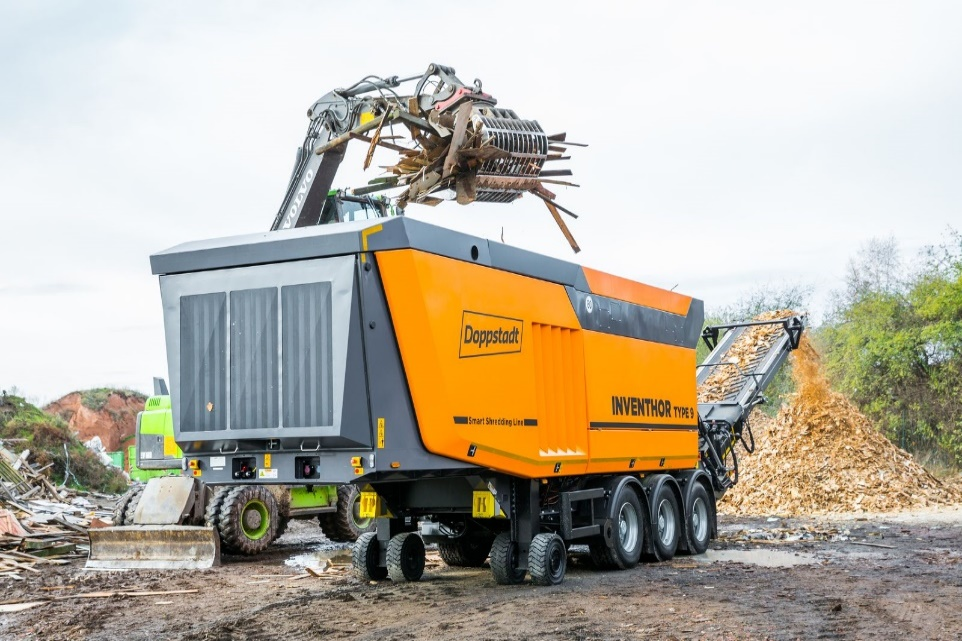 VOLVO
Doppstadt
Smart Shredding Line
INVENTHOR TYPE 9